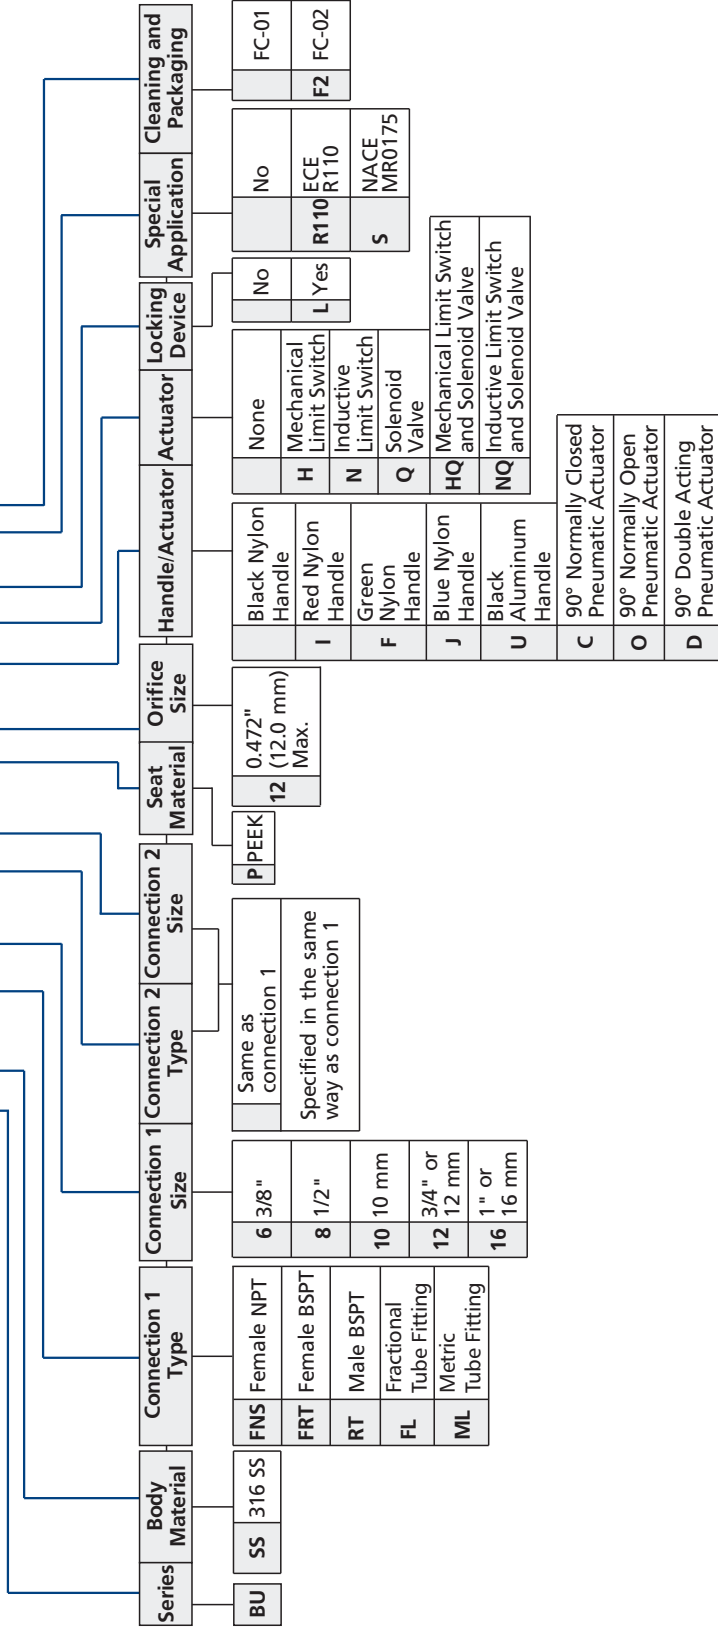 Series
BU
Body
Material
SS 316 SS
Connection 1
Type
FNS Female NPT
FRT Female BSPT
RT Male BSPT
FL Fractional
Tube Fitting
ML Metric
Tube Fitting
Connection 1
Size
6 3/8"
8 1/2"
10 10 mm
12 3/4" or
12 mm
16 1" or
16 mm
Connection 2
Type
Connection 2
Size
Same as
connection 1
Specified in the same
way as connection 1
Seat
Material
P PEEK
Orifice
Size
12 0.472"
(12.0 mm)
Max.
Handle/Actuator
Black Nylon
Handle
I Red Nylon
Handle
F Green
Nylon
Handle
J Blue Nylon
Handle
U Black
Aluminum
Handle
C 90° Normally Closed
Pneumatic Actuator
O 90° Normally Open
Pneumatic Actuator
D 90° Double Acting
Pneumatic Actuator
Actuator
None
H Mechanical
Limit Switch
N Inductive
Limit Switch
Q Solenoid
Valve
HQ Mechanical Limit Switch
and Solenoid Valve
NQ Inductive Limit Switch
and Solenoid Valve
Locking
Device
No
L Yes
Special
Application
No
R110 ECE
R110
S NACE
MR0175
Cleaning and
Packaging
FC-01
F2 FC-02